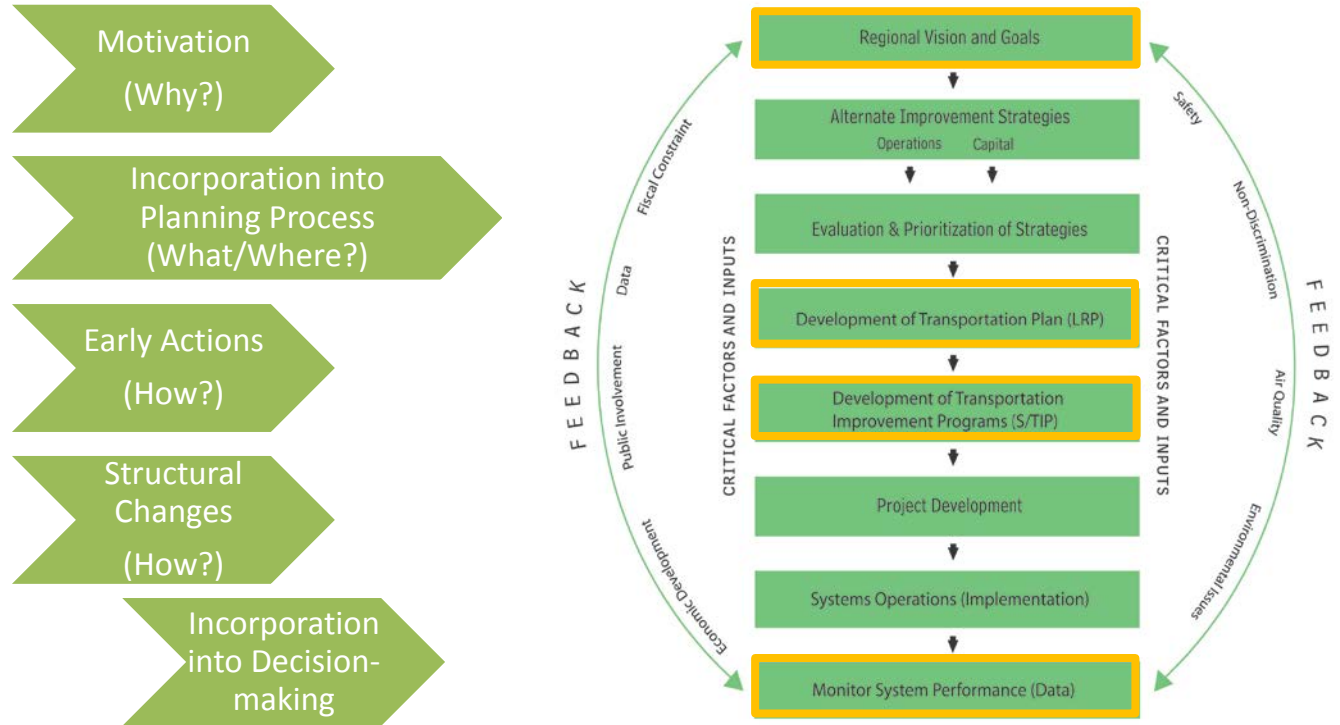 Motivation
(Why?)
Incorporation into
Planning Process
(What/Where?)
Early Actions
(How?)
Structural
Changes
(How?)
Incorporation
into Decision-
making
FEEDBACK
Fiscal Constraint
Data
Public Involvement
Economic Development
CRITICAL FACTORS AND INPUTS
Regional Vision and Goals
Alternate Improvement Strategies
Operations Capital
Evaluation & Prioritization of Strategies
Development of Transportation Plan (LRP)
Development of Transportation
Improvement Programs (S/TIP)
Project Development
Systems Operations (Implementation)
Monitor System Performance (Data)
CRITICAL FACTORS AND INPUTS
Safety
Non-Discrimination
Air Quality
Environmental Issues
FEEDBACK